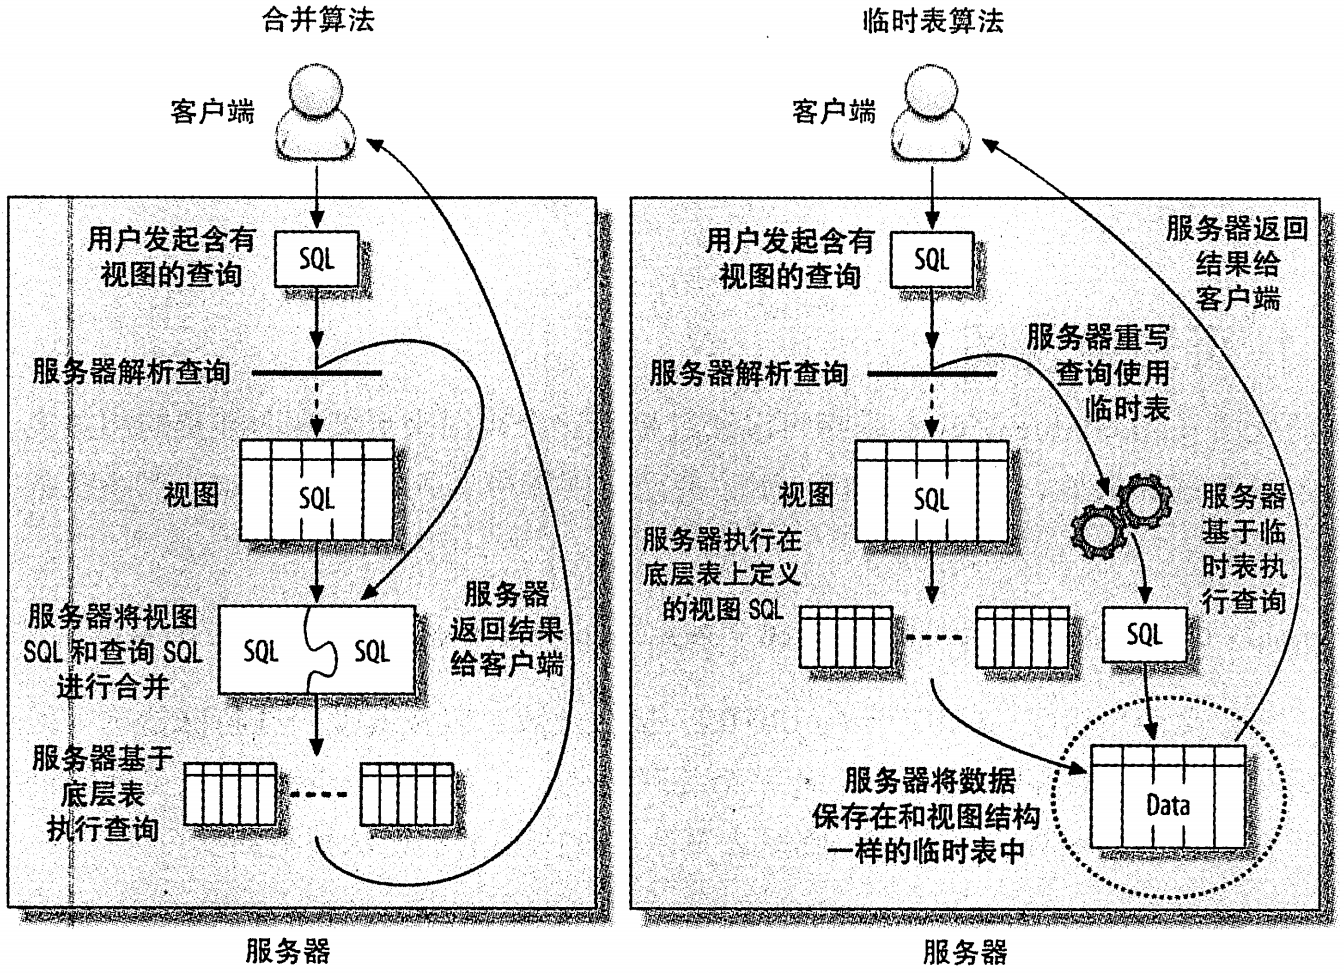 合并算法
客户端
用户发起含有
视图的查询
SQL
服务器解析查询
视图
SQL
服务器将视图
SQL 和查询 SQL
进行合并
SQL
SQL
服务器
返回结果
给客户端
服务器基于
底层表
执行查询
服务器
临时表算法
客户端
用户发起含有
视图的查询
SQL
服务器返回
结果给
客户端
服务器解析查询
服务器重写
查询使用
临时表
视图
SQL
服务器执行在
底层表上定义
的视图 SQL
服务器
基于临
时表执
行查询
SQL
服务器将数据
保存在和视图结构
一样的临时表中
Data
服务器